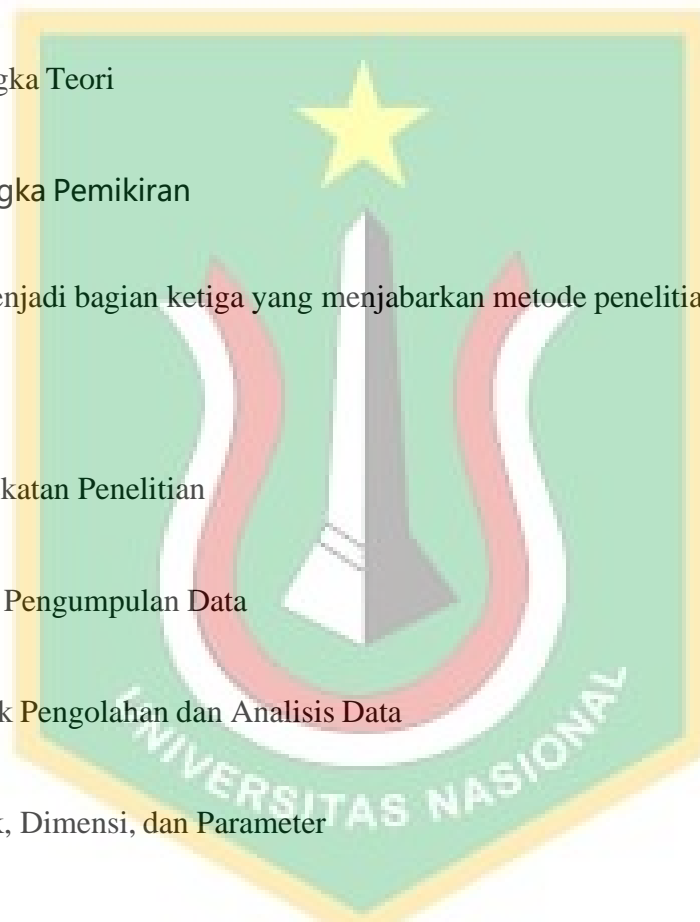 gka Teori
gka Pemikiran
enjadi bagian ketiga yang menjabarkan metode penelitia
katan Penelitian
Pengumpulan Data
k Pengolahan dan Analisis Data
, Dimensi, dan Parameter
UNIVERSITAS NASIONAL